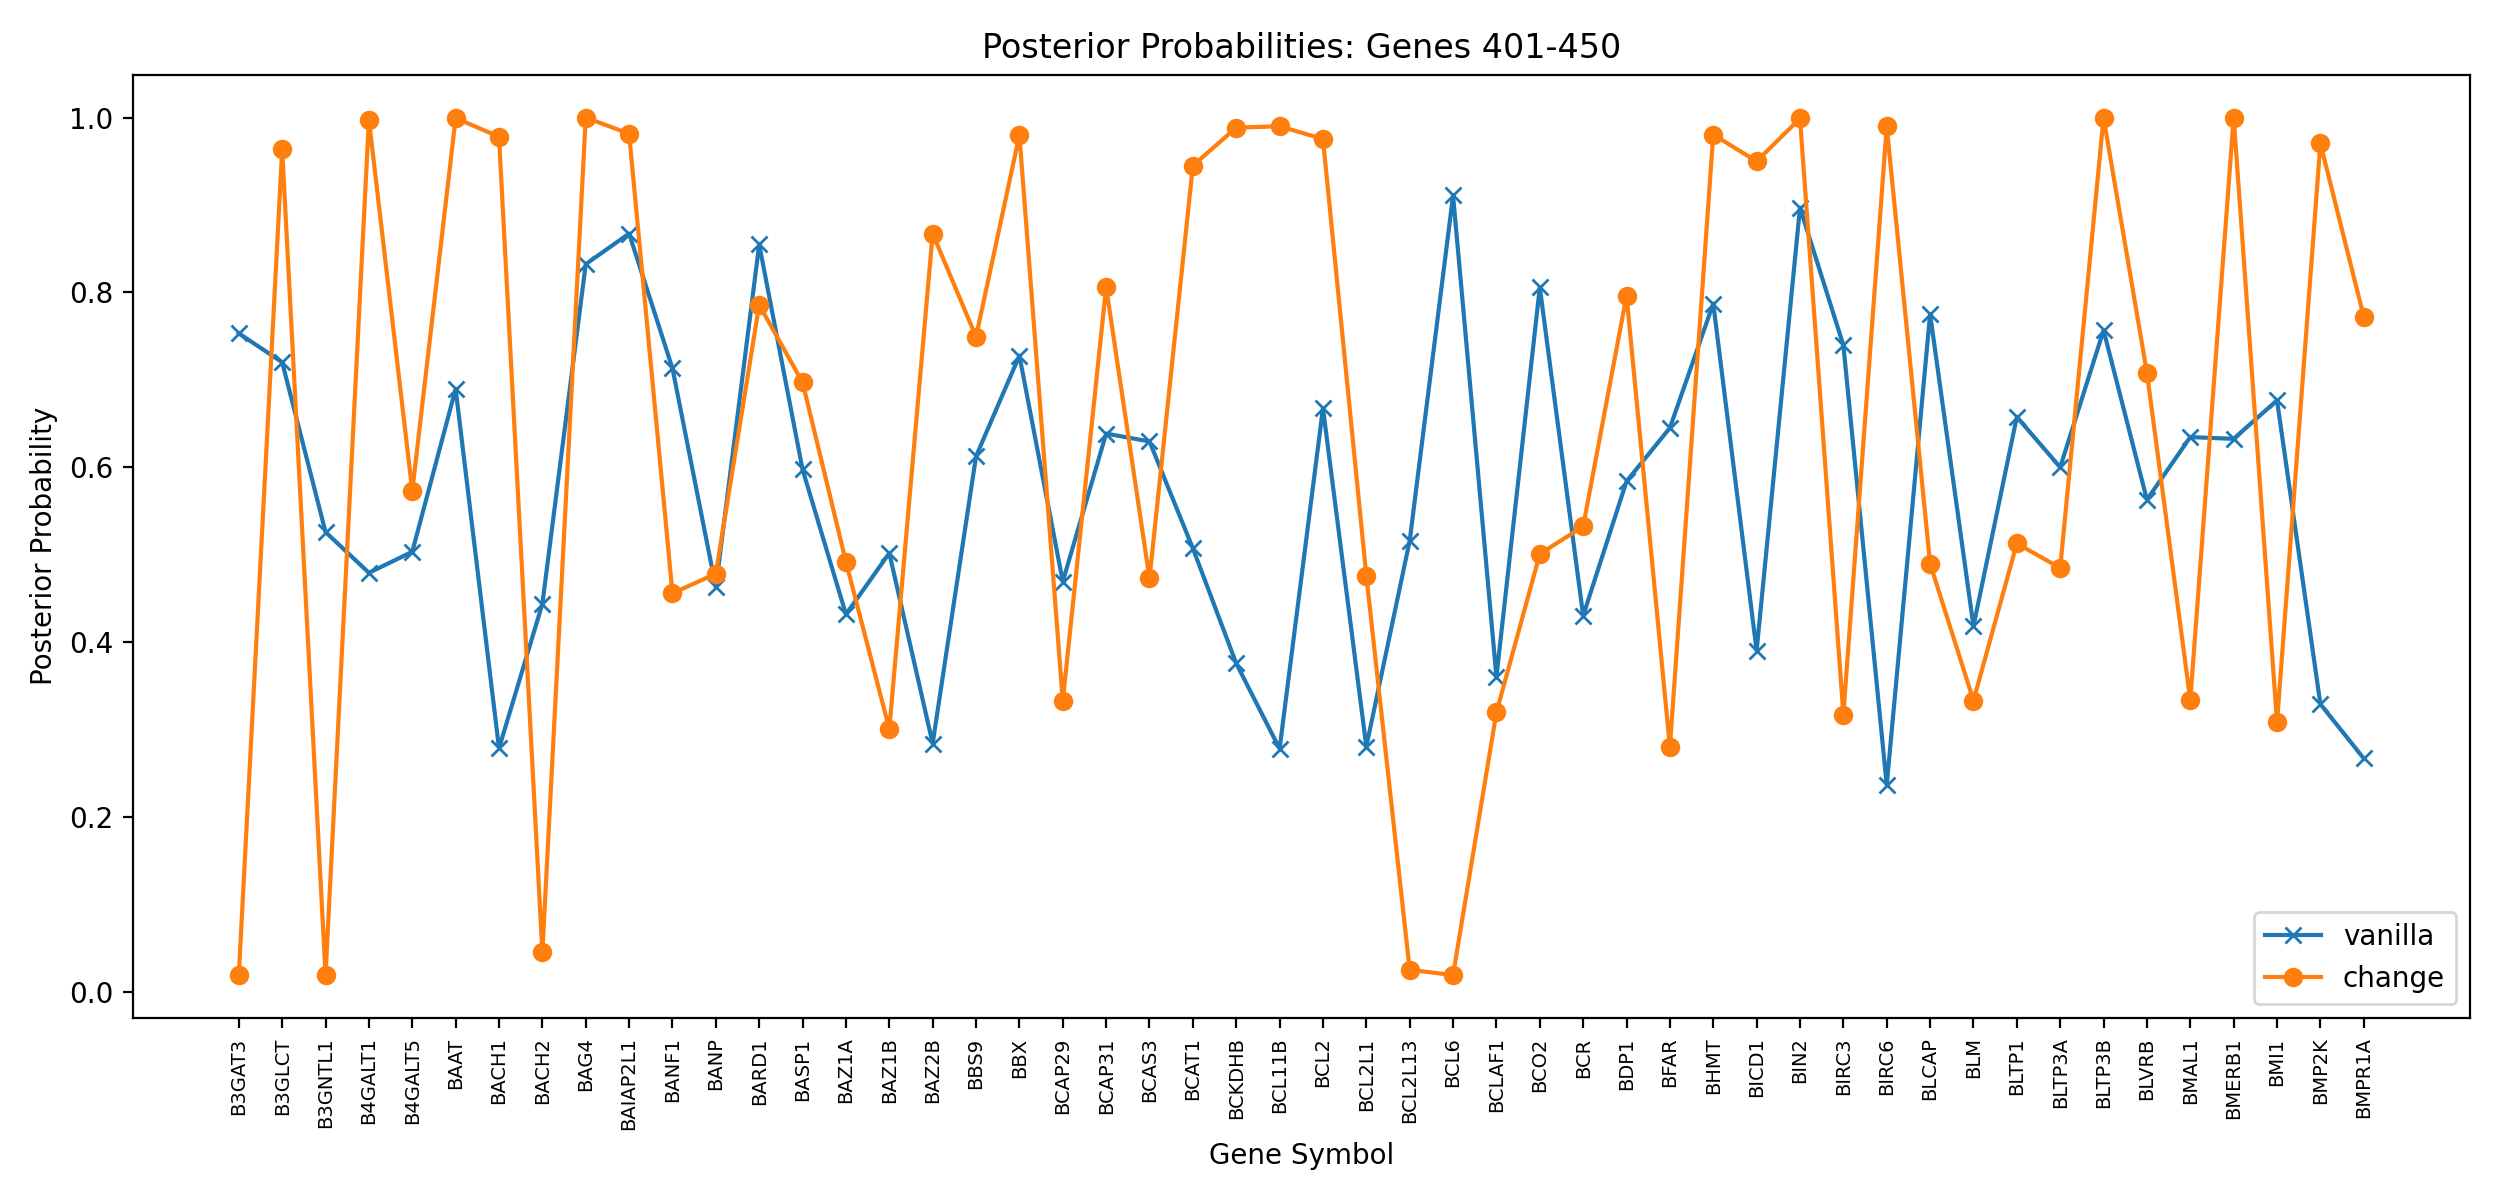 Posterior Probabilities: Genes 401-450
Posterior Probability
1.0
0.8
0.6
0.4
0.2
0.0
B3GAT3
B3GLCT
B3GNTL1
B4GALT1
B4GALT5
BAAT
BACH1
BACH2
BAG4
BAIAP2L1
BANF1
BANP
BARD1
BASP1
BAZ1A
BAZ1B
BAZ2B
BBS9
BBX
BCAP29
BCAP31
BCAS3
BCAT1
BCKDHB
BCL11B
BCL2
BCL2L1
BCL2L13
BCL6
BCLAF1
BCO2
BCR
BDP1
BFAR
BHMT
BICD1
BIN2
BIRC3
BIRC6
BLCAP
BLM
BLTP1
BLTP3A
BLTP3B
BLVRB
BMAL1
BMERB1
BMI1
BMP2K
BMPR1A
Gene Symbol
vanilla
change